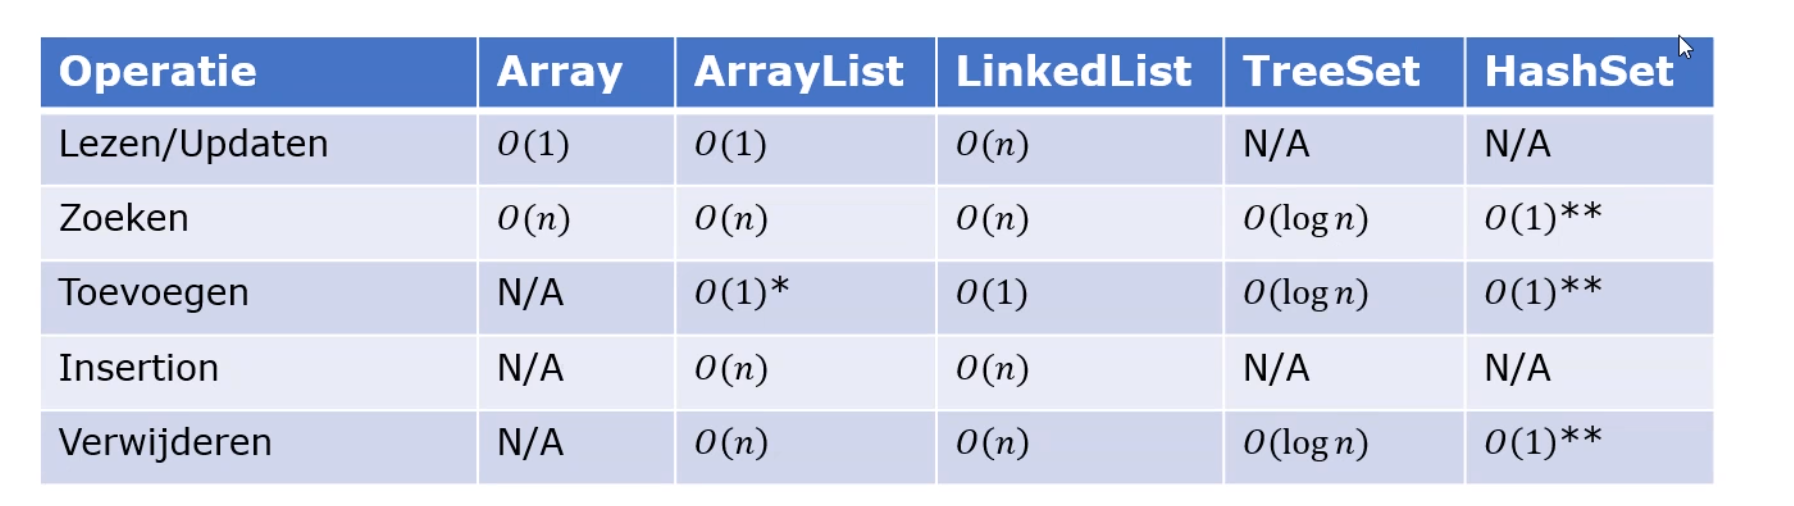 Operatie Array ArrayList LinkedList TreeSet HashSet
Lezen/Updaten O(1) O(1) O(n) N/A N/A
Zoeken O(n) O(n) O(n) O(log n) O(1)**
Toevoegen N/A O(1)* O(1) O(log n) O(1)**
Insertion N/A O(n) O(n) N/A N/A
Verwijderen N/A O(n) O(n) O(log n) O(1)**